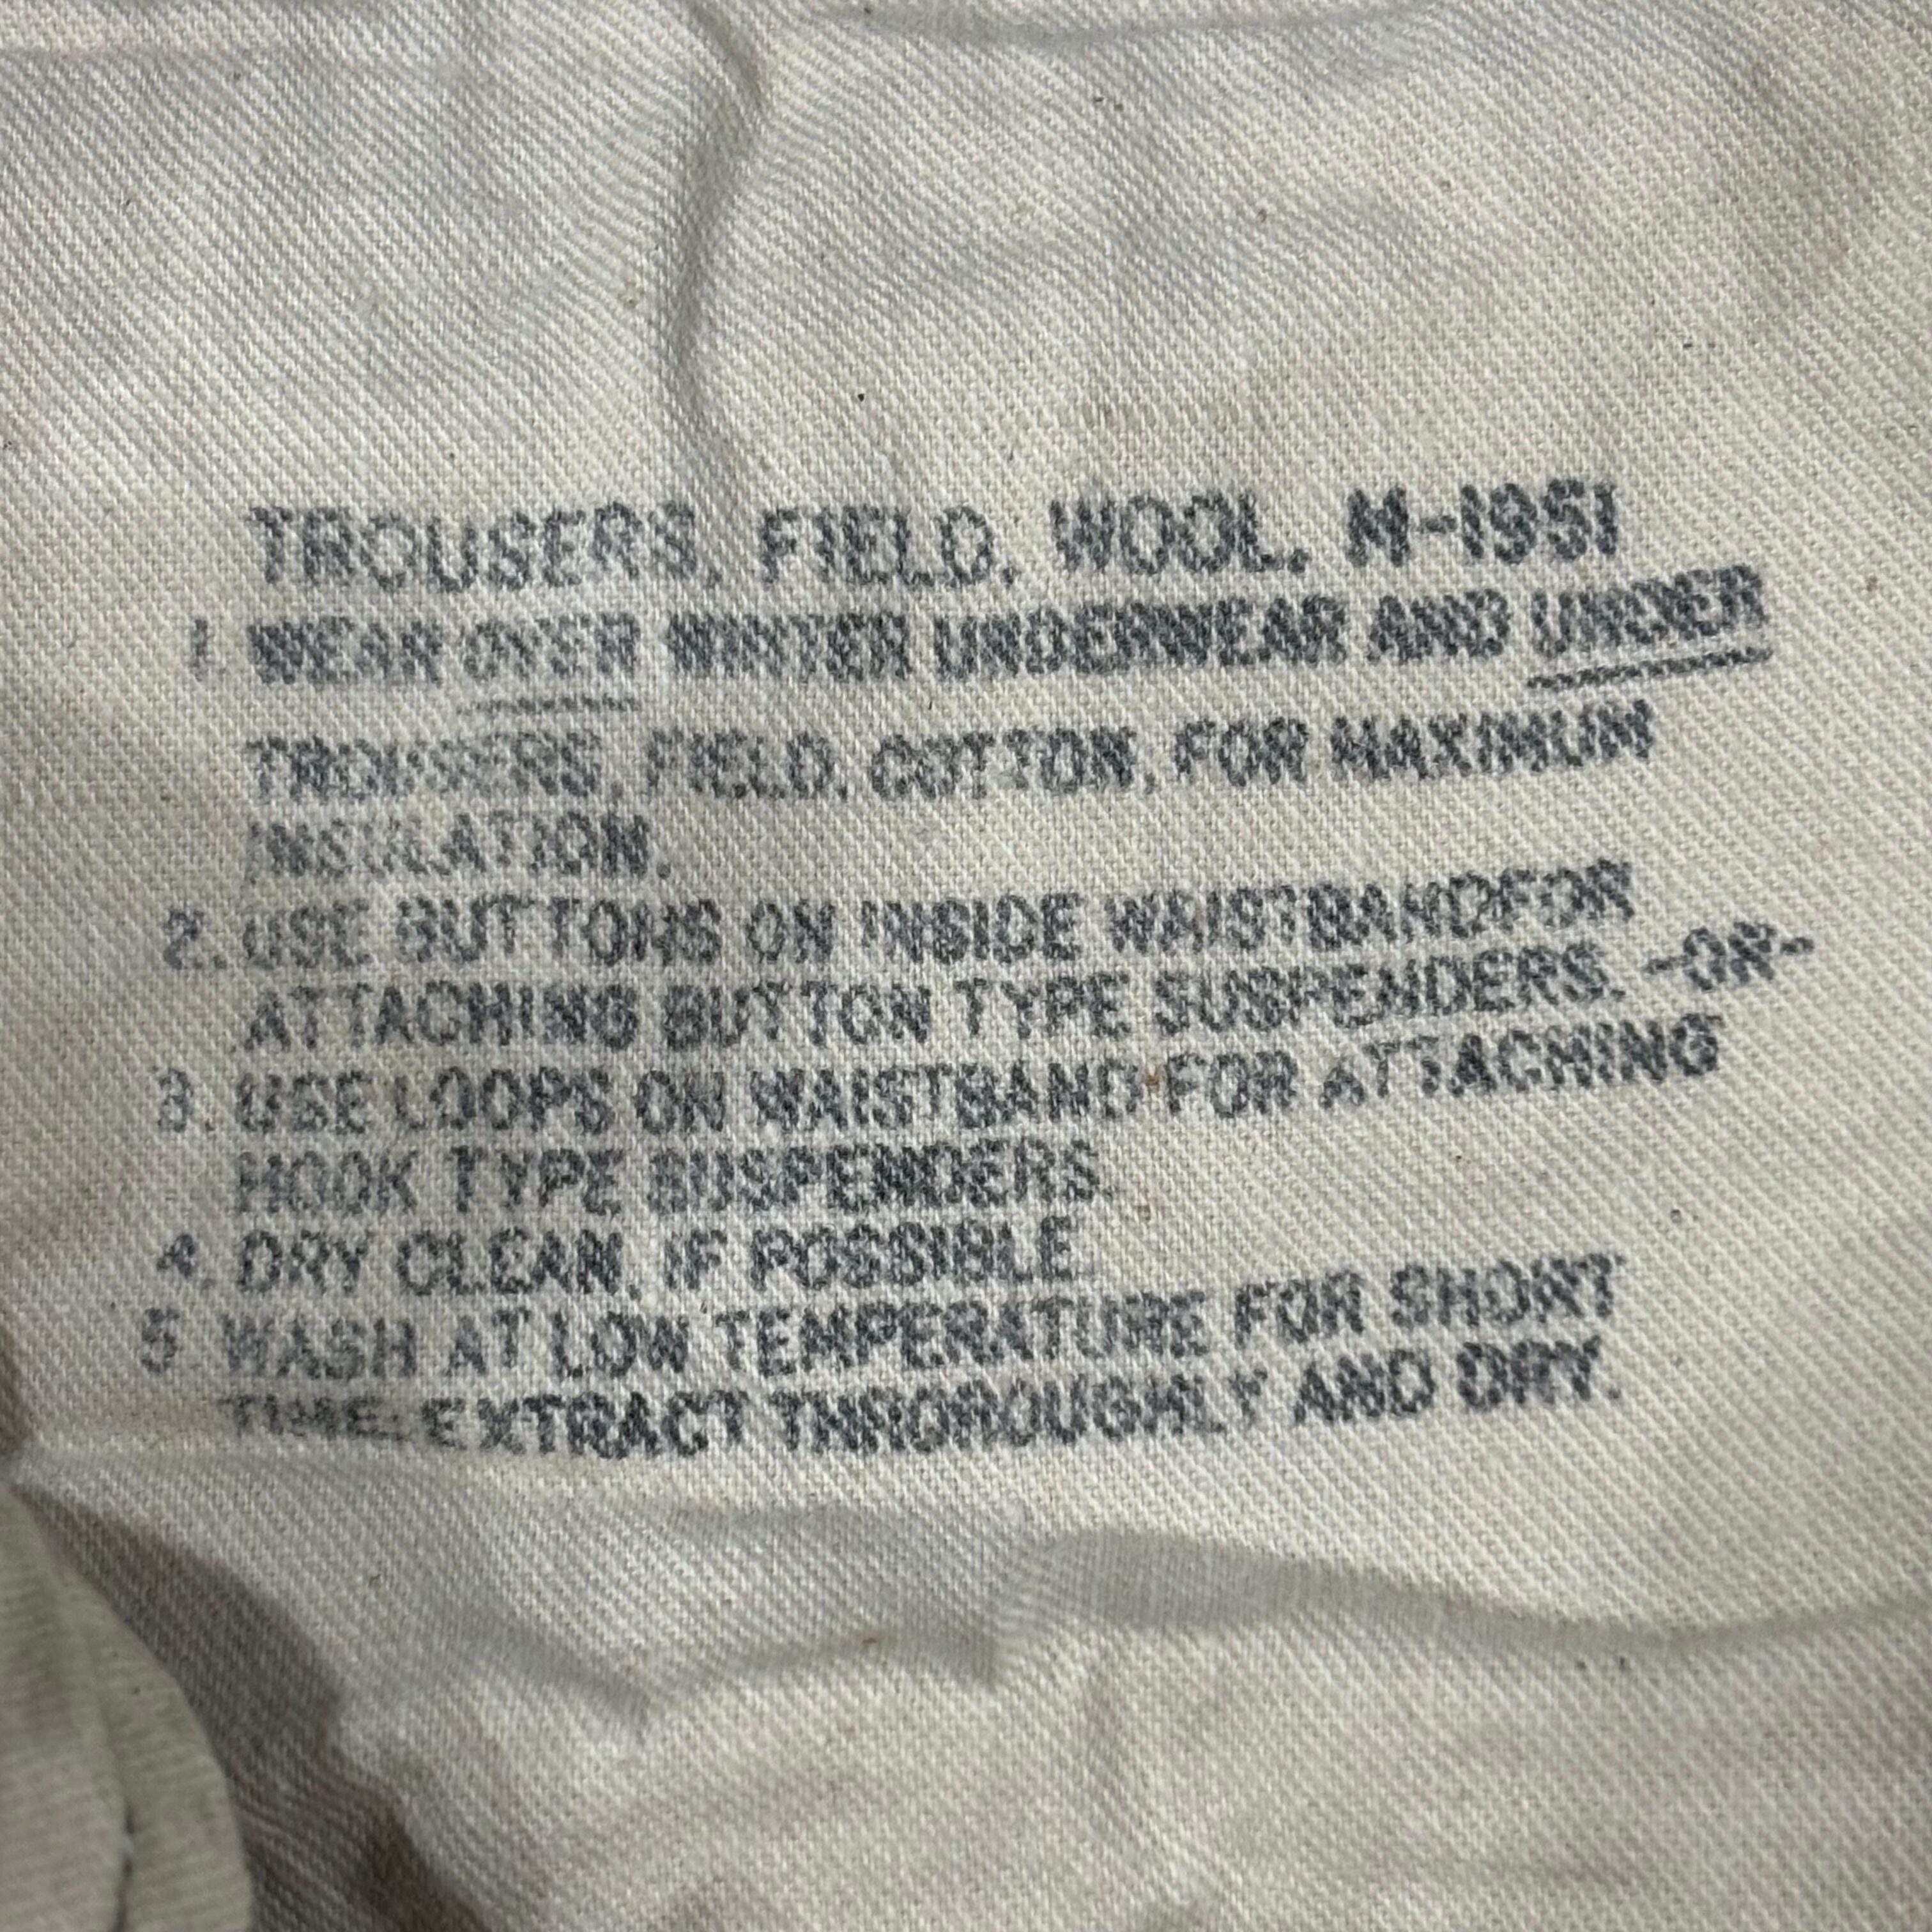 TROUSERS, FIELD, WOOL, M-1951
1. WEAR OVER WINTER UNDERWEAR AND UNDER
TROUSERS, FIELD, COTTON, FOR MAXIMUM
INSULATION.
2. USE BUTTONS ON INSIDE WAISTBAND FOR
ATTACHING BUTTON TYPE SUSPENDERS. -OR-
3. USE LOOPS ON WAISTBAND FOR ATTACHING
HOOK TYPE SUSPENDERS.
4. DRY CLEAN, IF POSSIBLE
5. WASH AT LOW TEMPERATURE FOR SHORT
TIME. EXTRACT THOROUGHLY AND DRY.